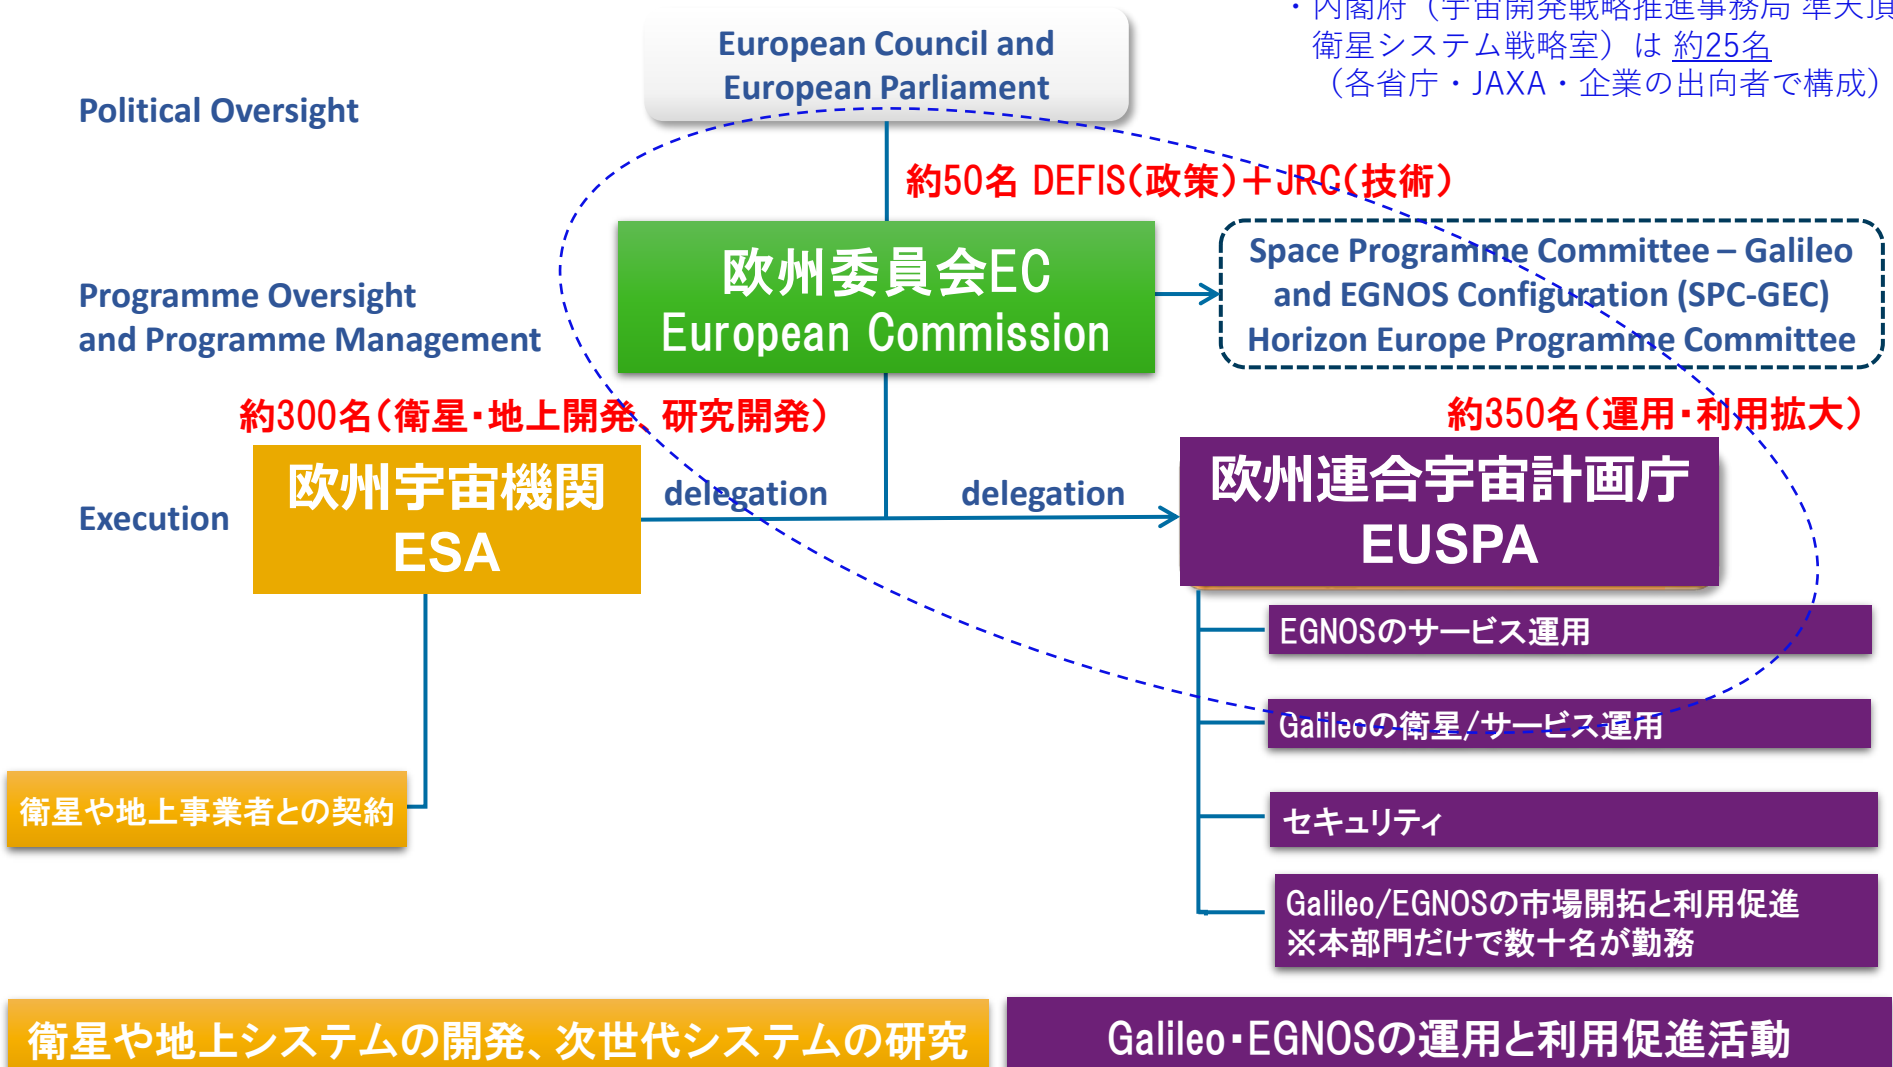 ・内閣府（宇宙開発戦略推進事務局 準天頂
衛星システム戦略室）は 約25名
（各省庁・JAXA・企業の出向者で構成）
European Council and
European Parliament
Political Oversight
約50名 DEFIS(政策)＋JRC(技術)
欧州委員会EC
European Commission
Space Programme Committee – Galileo
and EGNOS Configuration (SPC-GEC)
Horizon Europe Programme Committee
Programme Oversight
and Programme Management
約300名(衛星・地上開発、研究開発)
約350名(運用・利用拡大)
欧州宇宙機関
ESA
delegation
delegation
欧州連合宇宙計画庁
EUSPA
Execution
EGNOSのサービス運用
Galileoの衛星/サービス運用
衛星や地上事業者との契約
セキュリティ
Galileo/EGNOSの市場開拓と利用促進
※本部門だけで数十名が勤務
衛星や地上システムの開発、次世代システムの研究
Galileo・EGNOSの運用と利用促進活動